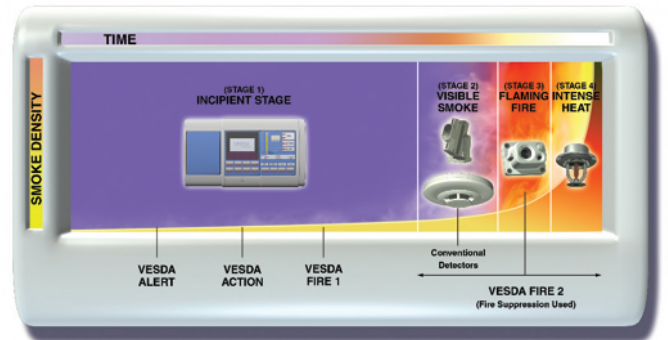 TIME
SMOKE DENSITY
(STAGE 1)
INCIPIENT STAGE
(STAGE 2)
VISIBLE
SMOKE
(STAGE 3)
FLAMING
FIRE
(STAGE 4)
INTENSE
HEAT
Conventional
Detectors
VESDA
ALERT
VESDA
ACTION
VESDA
FIRE 1
VESDA FIRE 2
(Fire Suppression Used)